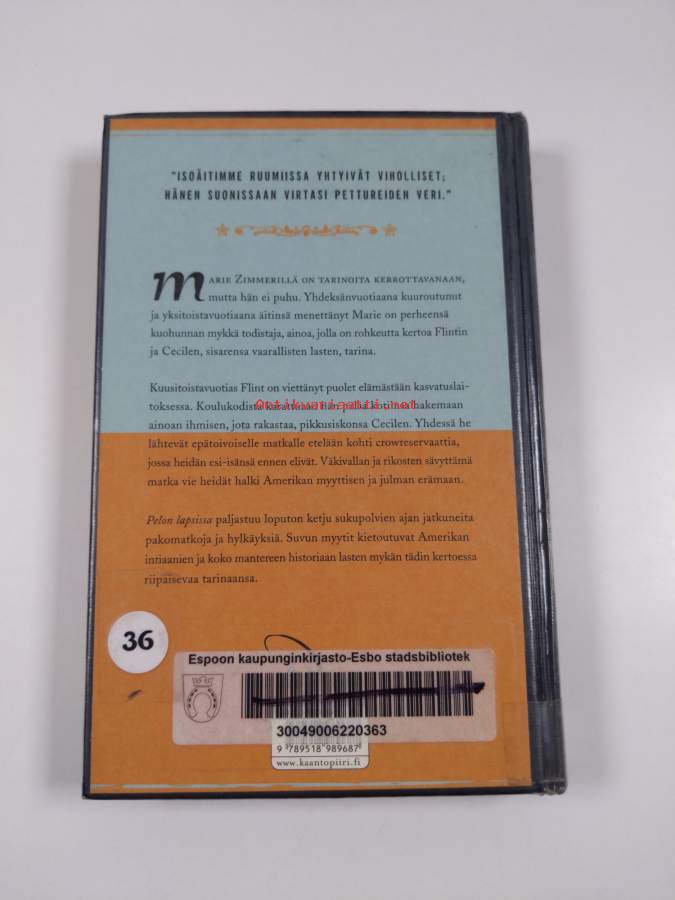 "ISOÄITIMME RUUMIISSA YHTYIVÄT VIHOLLISET;
HÄNEN SUONISSAAN VIRTASI PETTUREIDEN VERI."
MARIE ZIMMERILLÄ ON TARINOITA KERROTTAVANAAN,
mutta hän ei puhu. Yhdeksänvuotiaana kuuroutunut
ja yksitoistavuotiaana äitinsä menettänyt Marie on perheensä
kuohunnan mykkä todistaja, ainoa, jolla on rohkeutta kertoa Flintin
ja Cecilen, sisarensa vaarallisten lasten, tarina.
Kuusitoistavuotias Flint on viettänyt puolet elämästään kasvatuslai-
toksessa. Koulukodista hän kotiinsa hakemaan
Antikvariaatti.net
ainoan ihmisen, jota rakastaa, pikkusiskonsa Cecilen. Yhdessä he
lähtevät epätoivoiselle matkalle etelään kohti crowreservaattia,
jossa heidän esi-isänsä ennen elivät. Väkivallan ja rikosten sävyttämä
matka vie heidät halki Amerikan myyttisen ja julman erämaan.
Pelon lapsissa paljastuu loputon ketju sukupolvien ajan jatkuneita
pakomatkoja ja hylkäyksiä. Suvun myytit kietoutuvat Amerikan
intiaanien ja koko mantereen historiaan lasten mykän tädin kertoessa
riipaisevaa tarinaansa.
36
Espoon kaupunginkirjasto-Esbo stadsbibliotek
30049006220363
9 789518 989687
www.kaantopiiri.fi